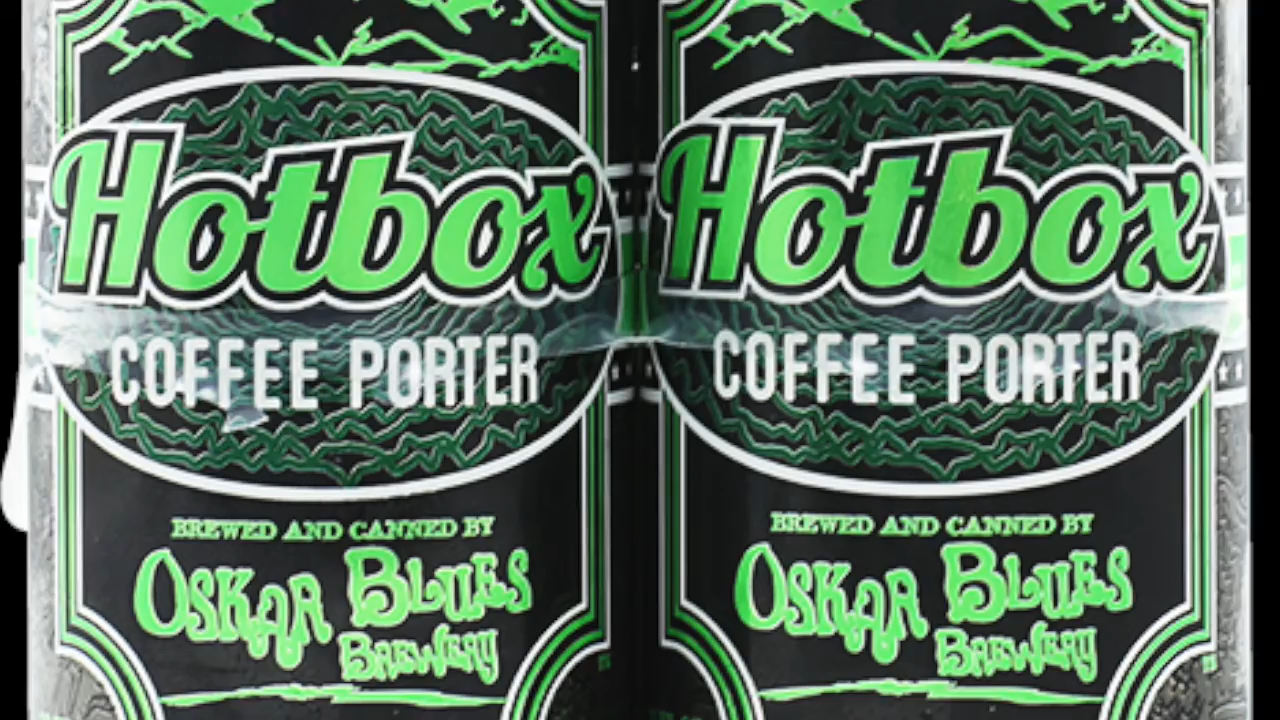 Hotbox
COFFEE PORTER
BREWED AND CANNED BY
OSKAR BLUES
BREWERY
Hotbox
COFFEE PORTER
BREWED AND CANNED BY
OSKAR BLUES
BREWERY